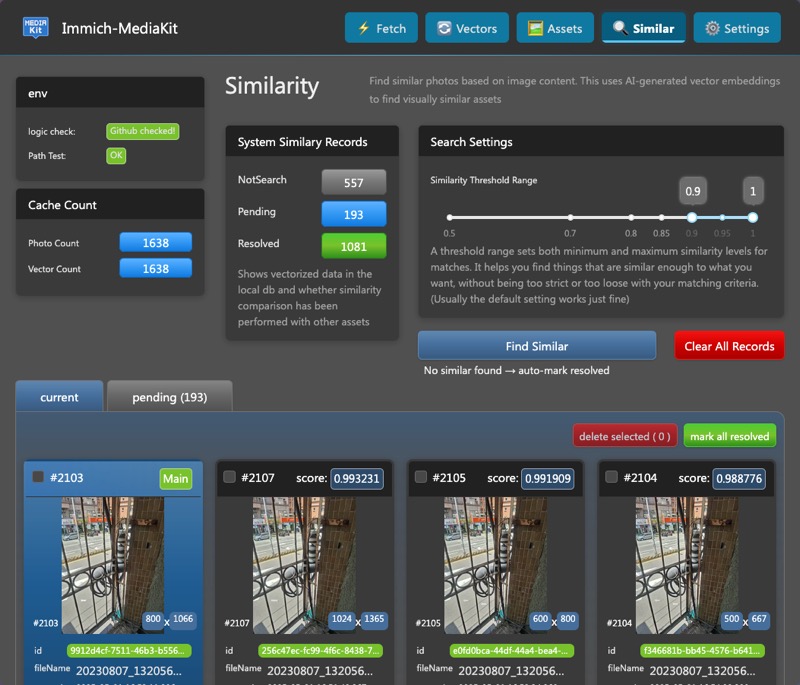 MEDIA
Kit
Immich-MediaKit
Fetch
Vectors
Assets
Similar
Settings
env
logic check:
Github checked!
Path Test:
OK
Cache Count
Photo Count
1638
Vector Count
1638
Similarity
Find similar photos based on image content. This uses AI-generated vector embeddings
to find visually similar assets
System Similary Records
NotSearch
557
Pending
193
Resolved
1081
Shows vectorized data in the
local db and whether similarity
comparison has been
performed with other assets
Search Settings
Similarity Threshold Range
0.9
1
0.5
0.7
0.8
0.85
0.9
0.95
1
A threshold range sets both minimum and maximum similarity levels for
matches. It helps you find things that are similar enough to what you
want, without being too strict or too loose with your matching criteria.
(Usually the default setting works just fine)
Find Similar
Clear All Records
No similar found → auto-mark resolved
current
pending (193)
delete selected ( 0 )
mark all resolved
#2103
Main
#2103
800 x 1066
id
9912d4cf-7511-46b3-b556...
fileName
20230807_132056...
#2107
score: 0.993231
#2107
1024 x 1365
id
256c47ec-fc99-4f6c-8438-7...
fileName
20230807_132056...
#2105
score: 0.991909
#2105
600 x 800
id
e0fd0bca-44df-44a4-bea4-...
fileName
20230807_132056...
#2104
score: 0.988776
#2104
500 x 667
id
f346681b-bb45-4576-b641...
fileName
20230807_132056...